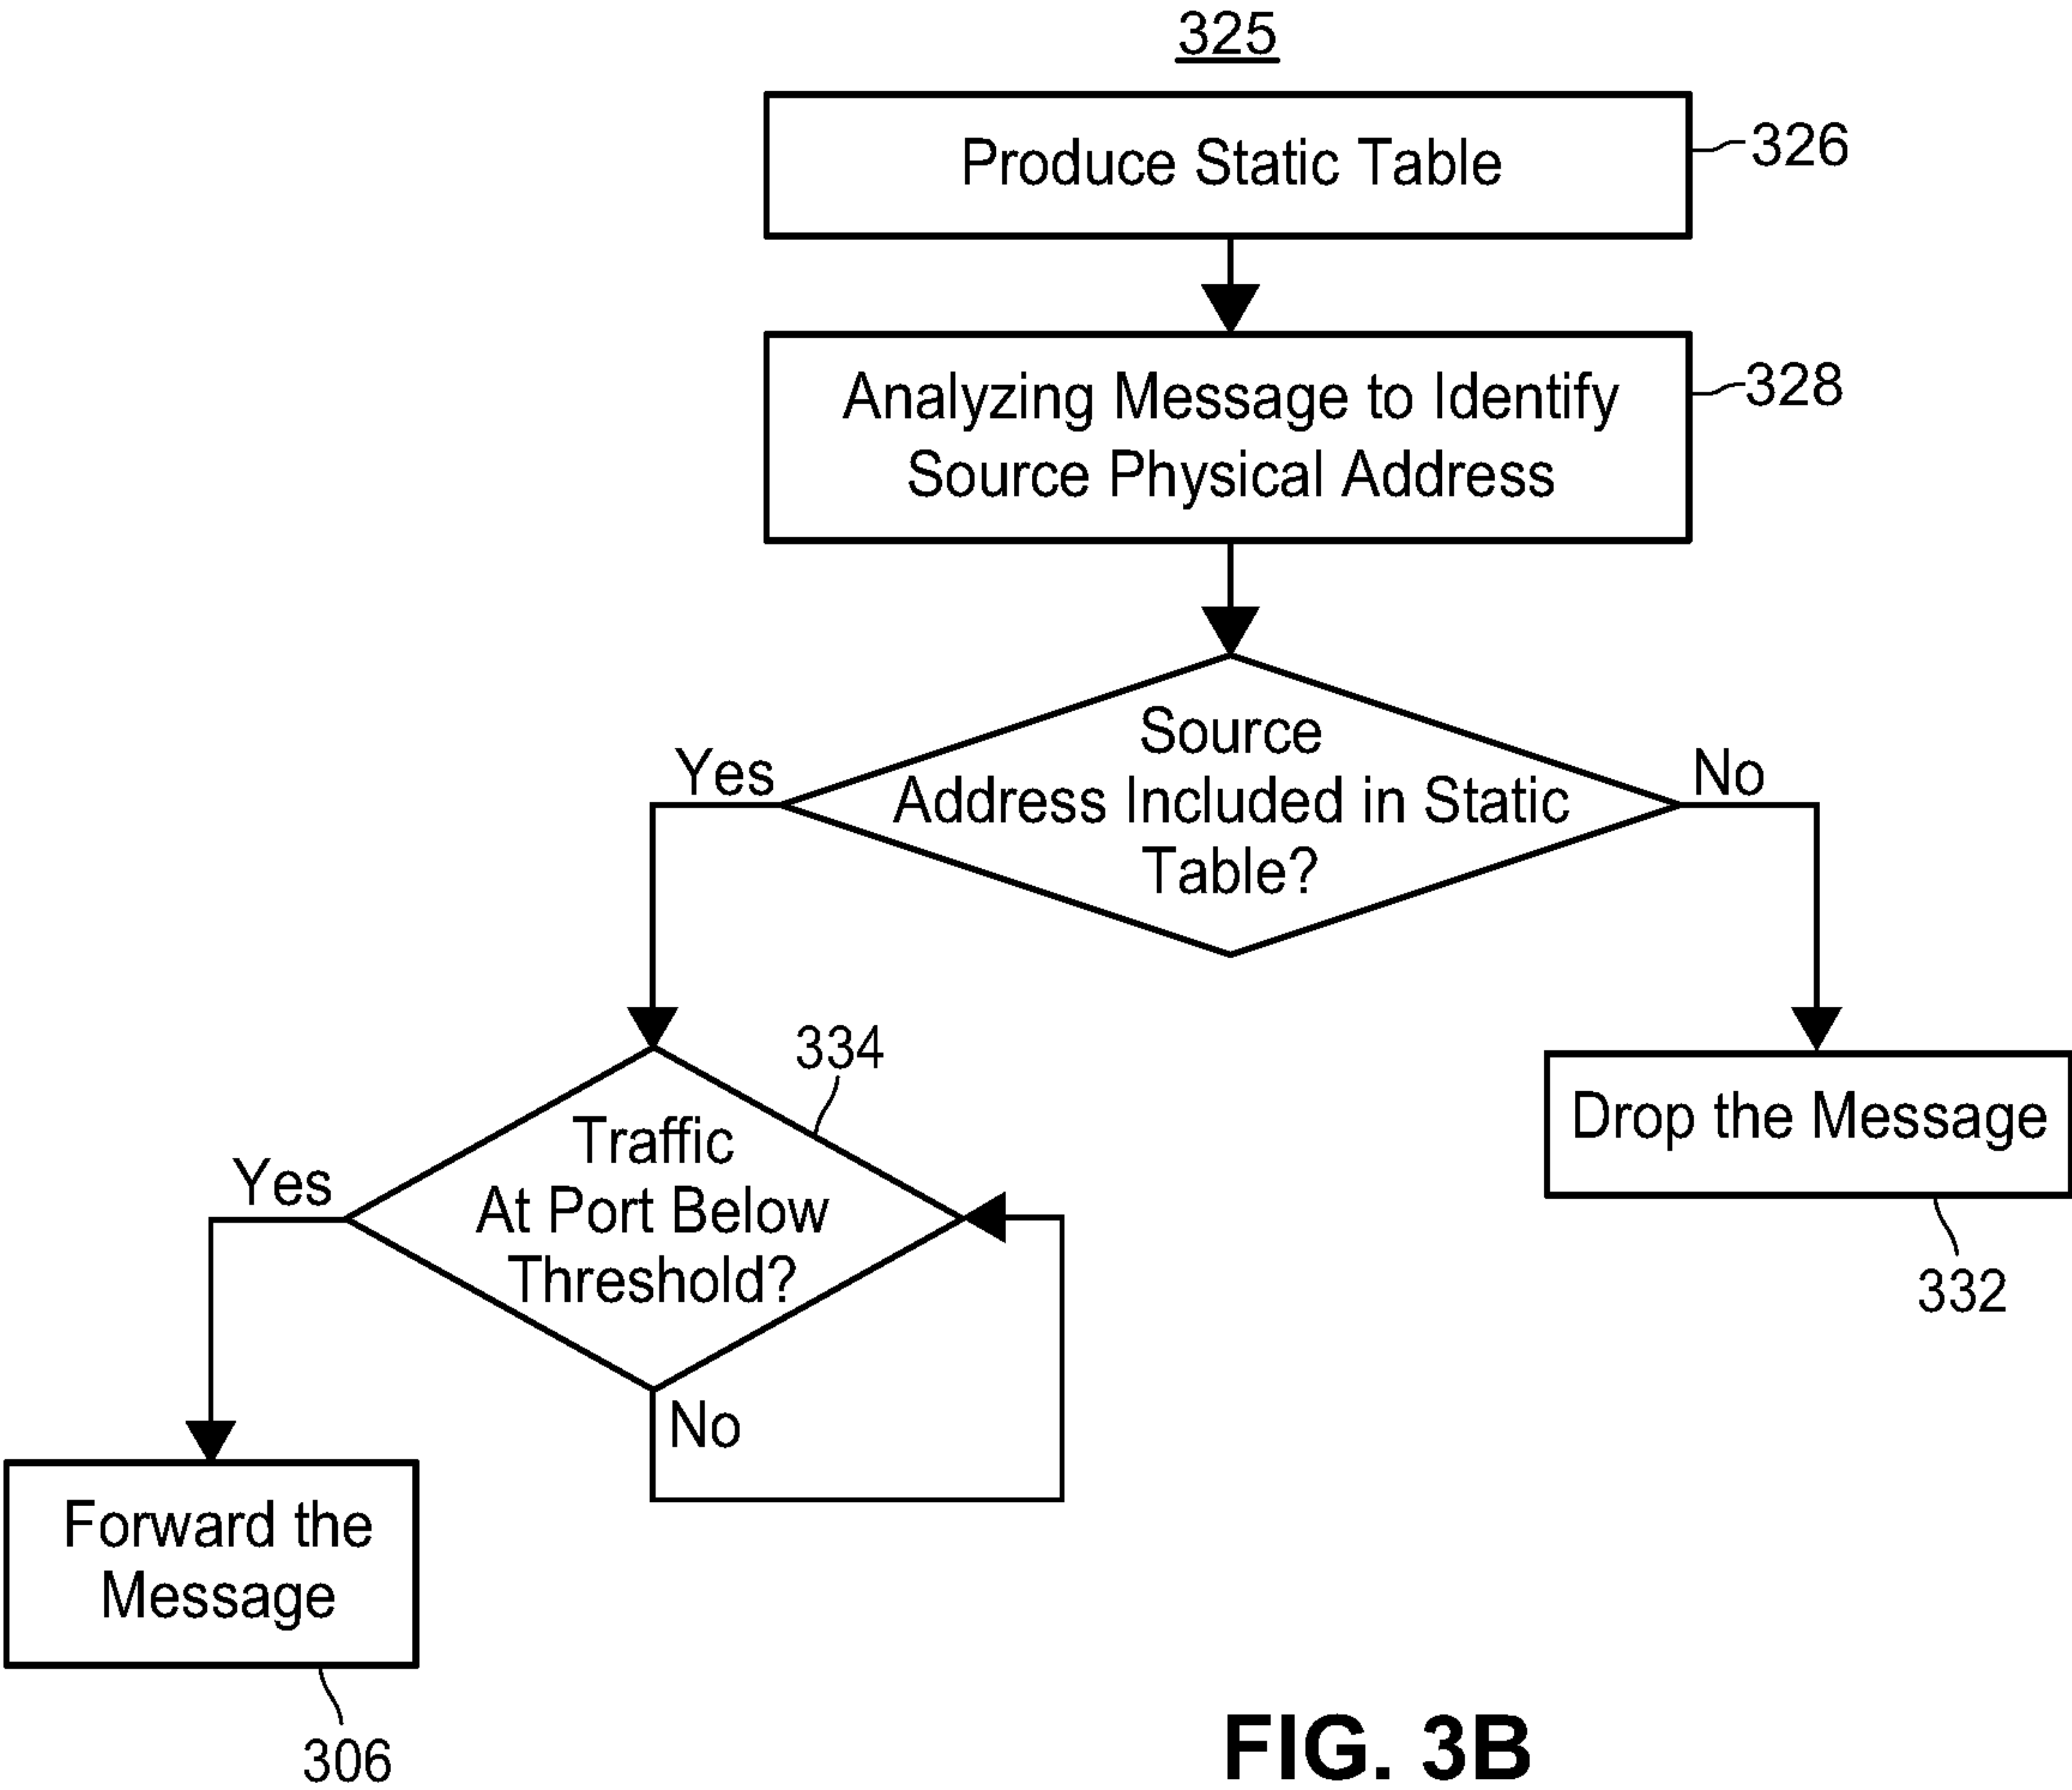 325
Produce Static Table
326
Analyzing Message to Identify
Source Physical Address
328
Source
Address Included in Static
Table?
Yes
No
334
Traffic
At Port Below
Threshold?
Yes
No
Drop the Message
332
Forward the
Message
306
FIG. 3B